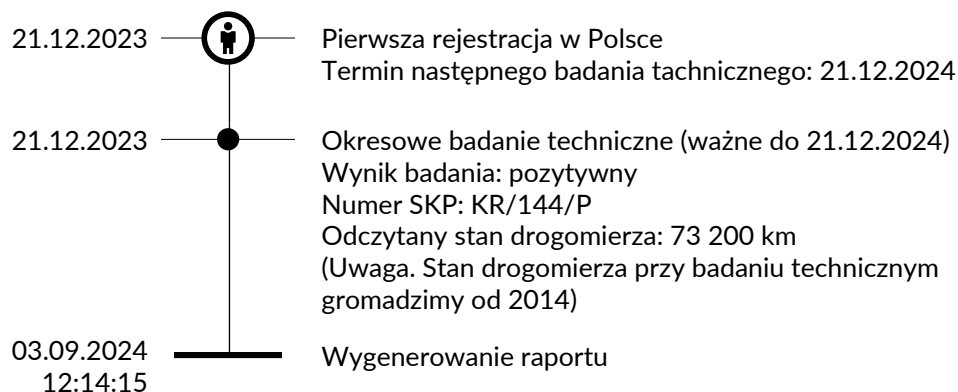 21.12.2023
Pierwsza rejestracja w Polsce
Termin następnego badania tachnicznego: 21.12.2024
21.12.2023
Okresowe badanie techniczne (ważne do 21.12.2024)
Wynik badania: pozytywny
Numer SKP: KR/144/P
Odczytany stan drogomierza: 73 200 km
(Uwaga. Stan drogomierza przy badaniu technicznym
gromadzimy od 2014)
03.09.2024
12:14:15
Wygenerowanie raportu